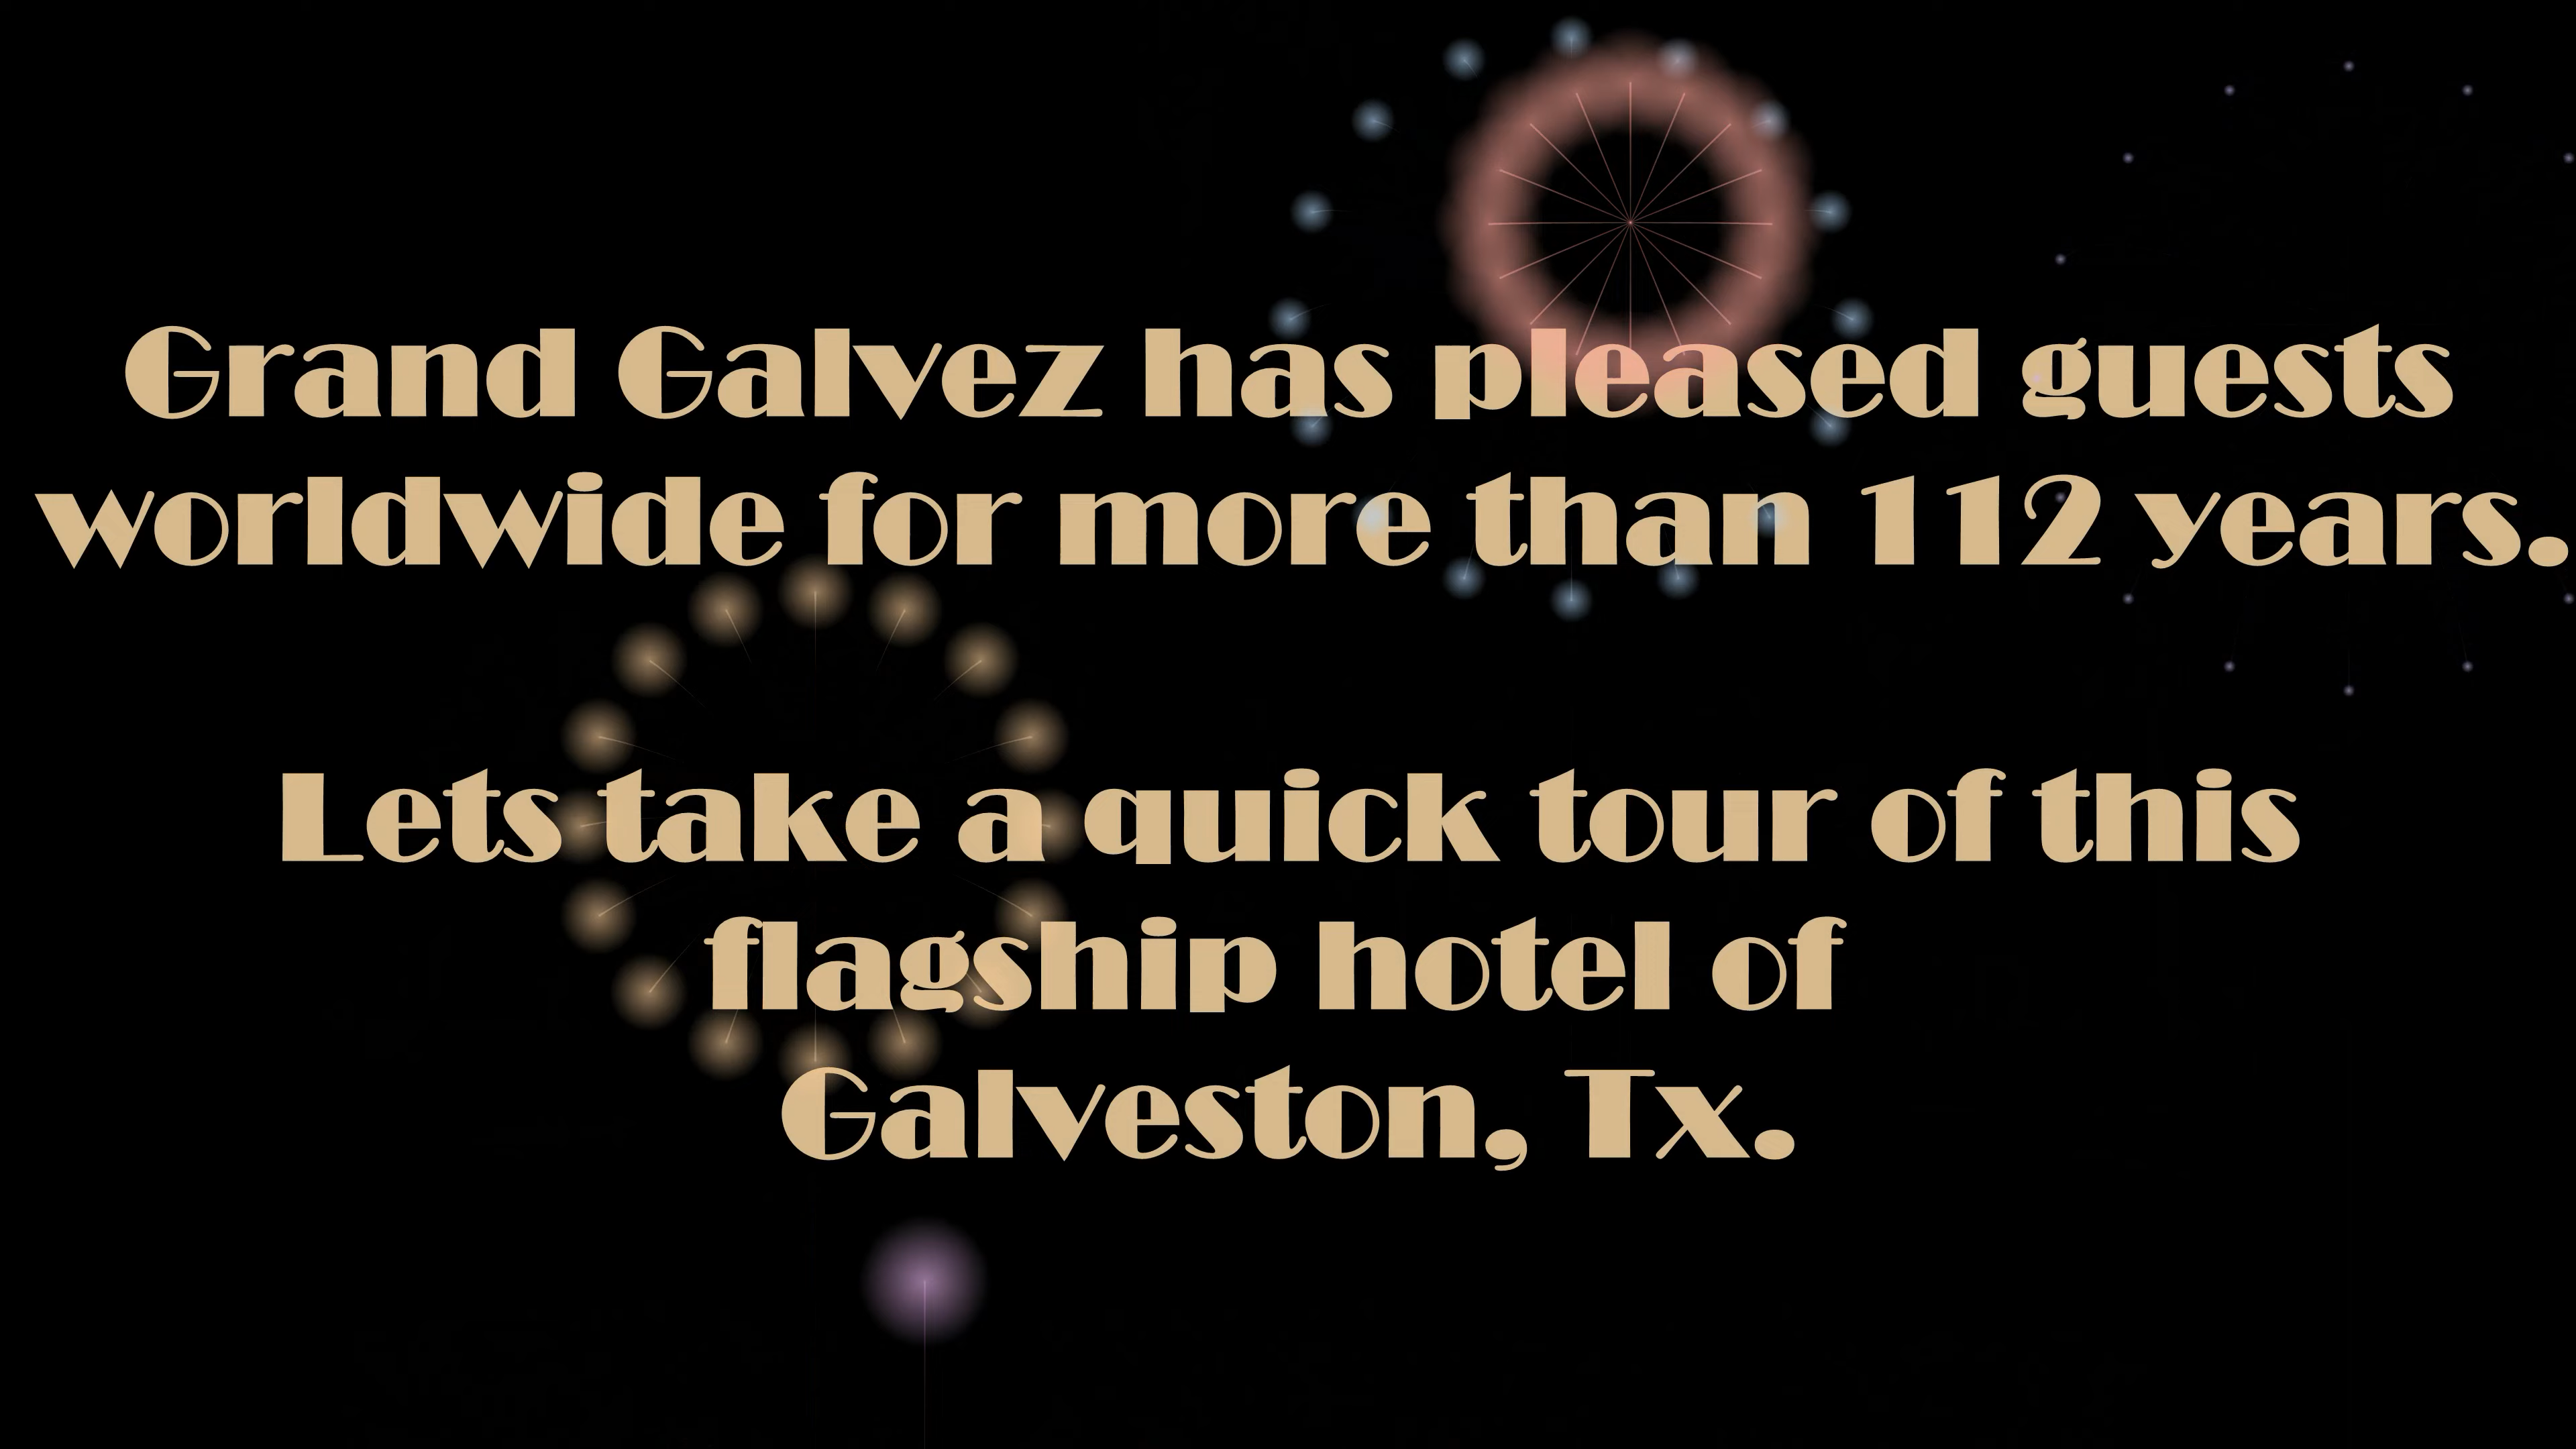 Grand Galvez has pleased guests
worldwide for more than 112 years.
Lets take a quick tour of this
flagship hotel of
Galveston, Tx.